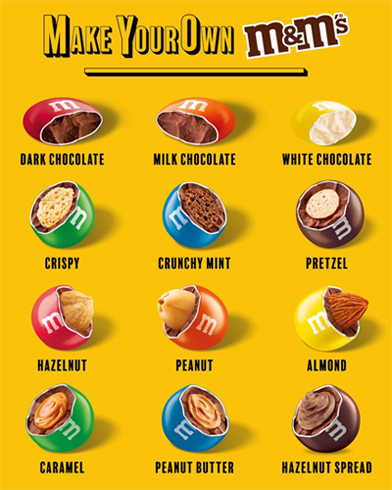 MAKE YOUR OWN m&m's
DARK CHOCOLATE MILK CHOCOLATE WHITE CHOCOLATE
CRISPY CRUNCHY MINT PRETZEL
HAZELNUT PEANUT ALMOND
CARAMEL PEANUT BUTTER HAZELNUT SPREAD
m
m
m
m
m
m
m
m
m